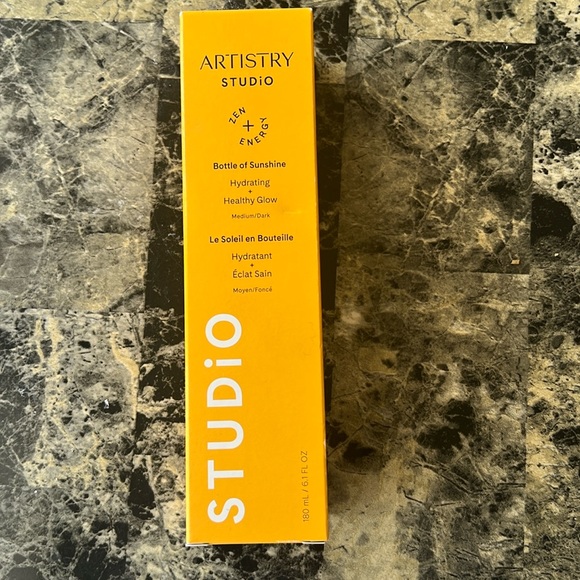 ARTISTRY
STUDiO
ZEN
+
ENERGY
Bottle of Sunshine
Hydrating
+
Healthy Glow
Medium/Dark
Le Soleil en Bouteille
Hydratant
+
Éclat Sain
Moyen/Foncé
STUDiO
180 mL / 6.1 FL OZ